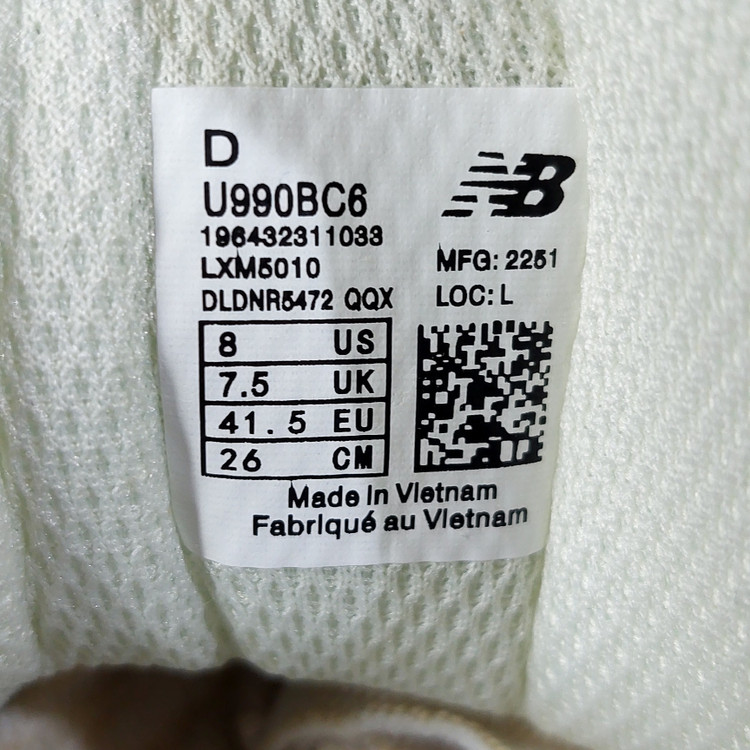 D
U990BC6
NB
196432311033
LXM5010
MFG: 2251
DLDNR5472 QQX
LOC: L
8 US
7.5 UK
41.5 EU
26 CM
Made in Vietnam
Fabriqué au Vietnam